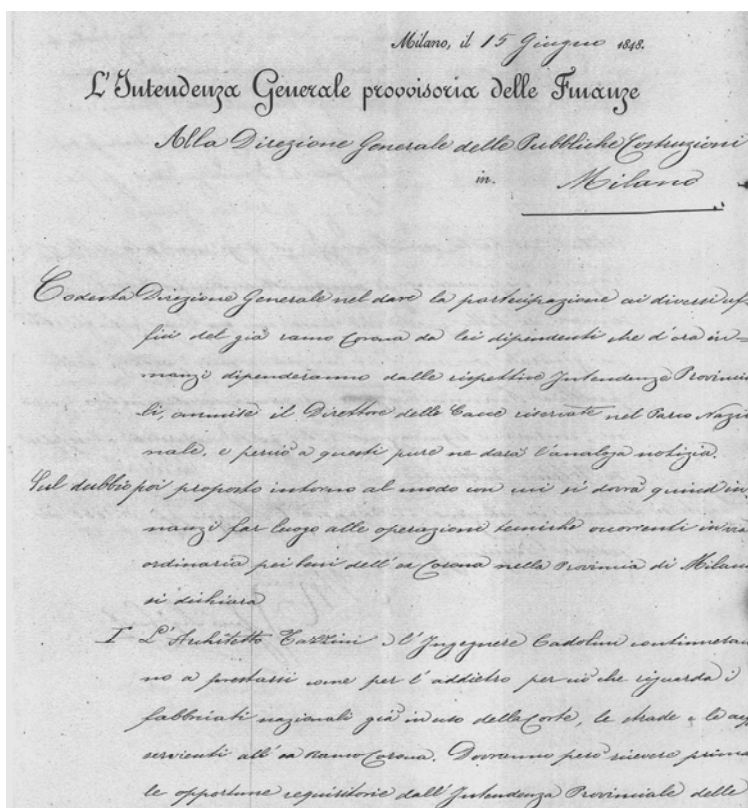 Milano, il 15 Giugno 1848.
L'Intendenza Generale provvisoria delle Finanze
Alla Direzione Generale delle Pubbliche Costruzioni
in Milano
Codesta Direzione Generale nel dare la partecipazione ai diversi uf-
fici del già ramo Corona da lei dipendenti che d'ora in=
nanzi dipenderanno dalle rispettive Intendenze Provincia
li, ammise il Direttore delle Cacce riservate nel Parco Nazio
nale, e perciò a questi pure ne darà l'analoga notizia.
Sul dubbio poi proposto intorno al modo con cui si dovrà quind'in
nanzi far luogo alle operazioni tecniche occorrenti in via
ordinaria pei beni dell'ex Corona nella Provincia di Milano
si dichiara
I L'Architetto Tazzini e l'Ingegnere Cadolini continueran
no a prestarsi come per l'addietro per ciò che riguarda i
fabbricati nazionali già in uso della Corte, le strade e le acq
servienti all'ex Ramo Corona. Dovranno però ricevere prima
le opportune requisitorie dall'Intendenza Provinciale delle